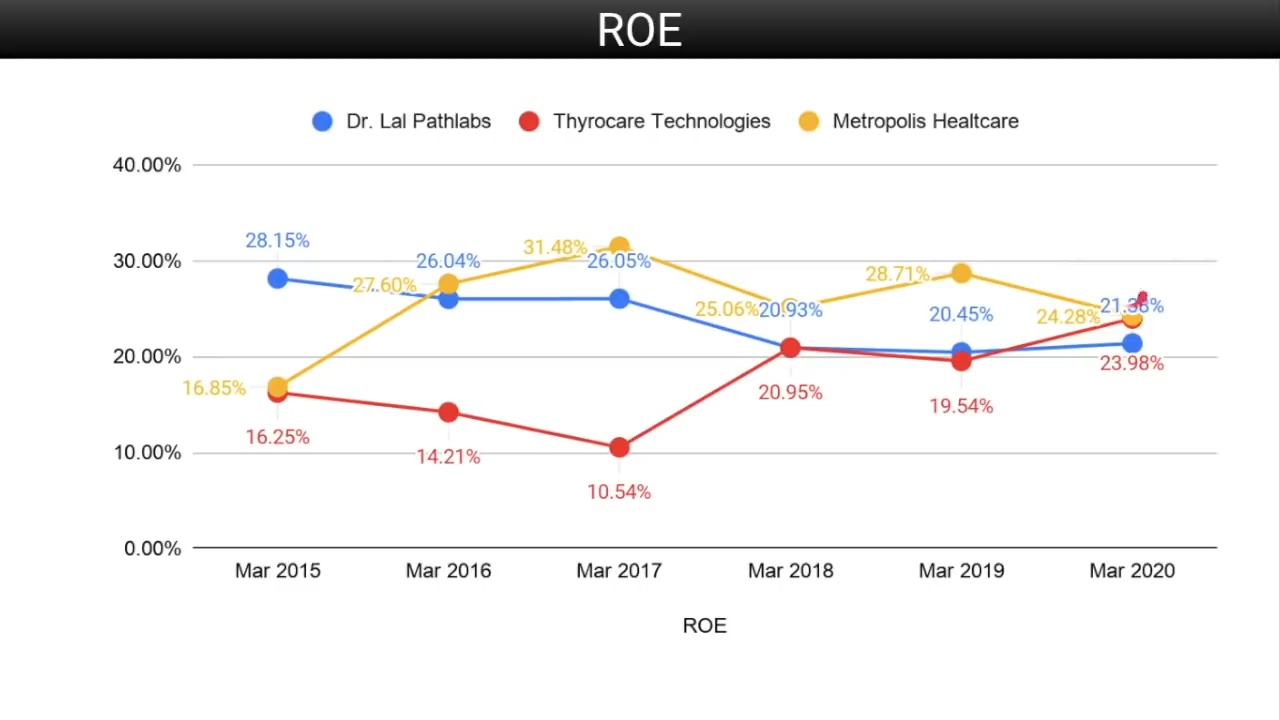 ROE
Dr. Lal Pathlabs Thyrocare Technologies Metropolis Healtcare
40.00%
30.00%
20.00%
10.00%
0.00%
28.15% 26.04% 26.05% 20.93% 20.45%
16.85% 27.60% 31.48% 25.06% 28.71% 24.28%
16.25% 14.21% 10.54% 20.95% 19.54% 23.98%
Mar 2015 Mar 2016 Mar 2017 Mar 2018 Mar 2019 Mar 2020
ROE